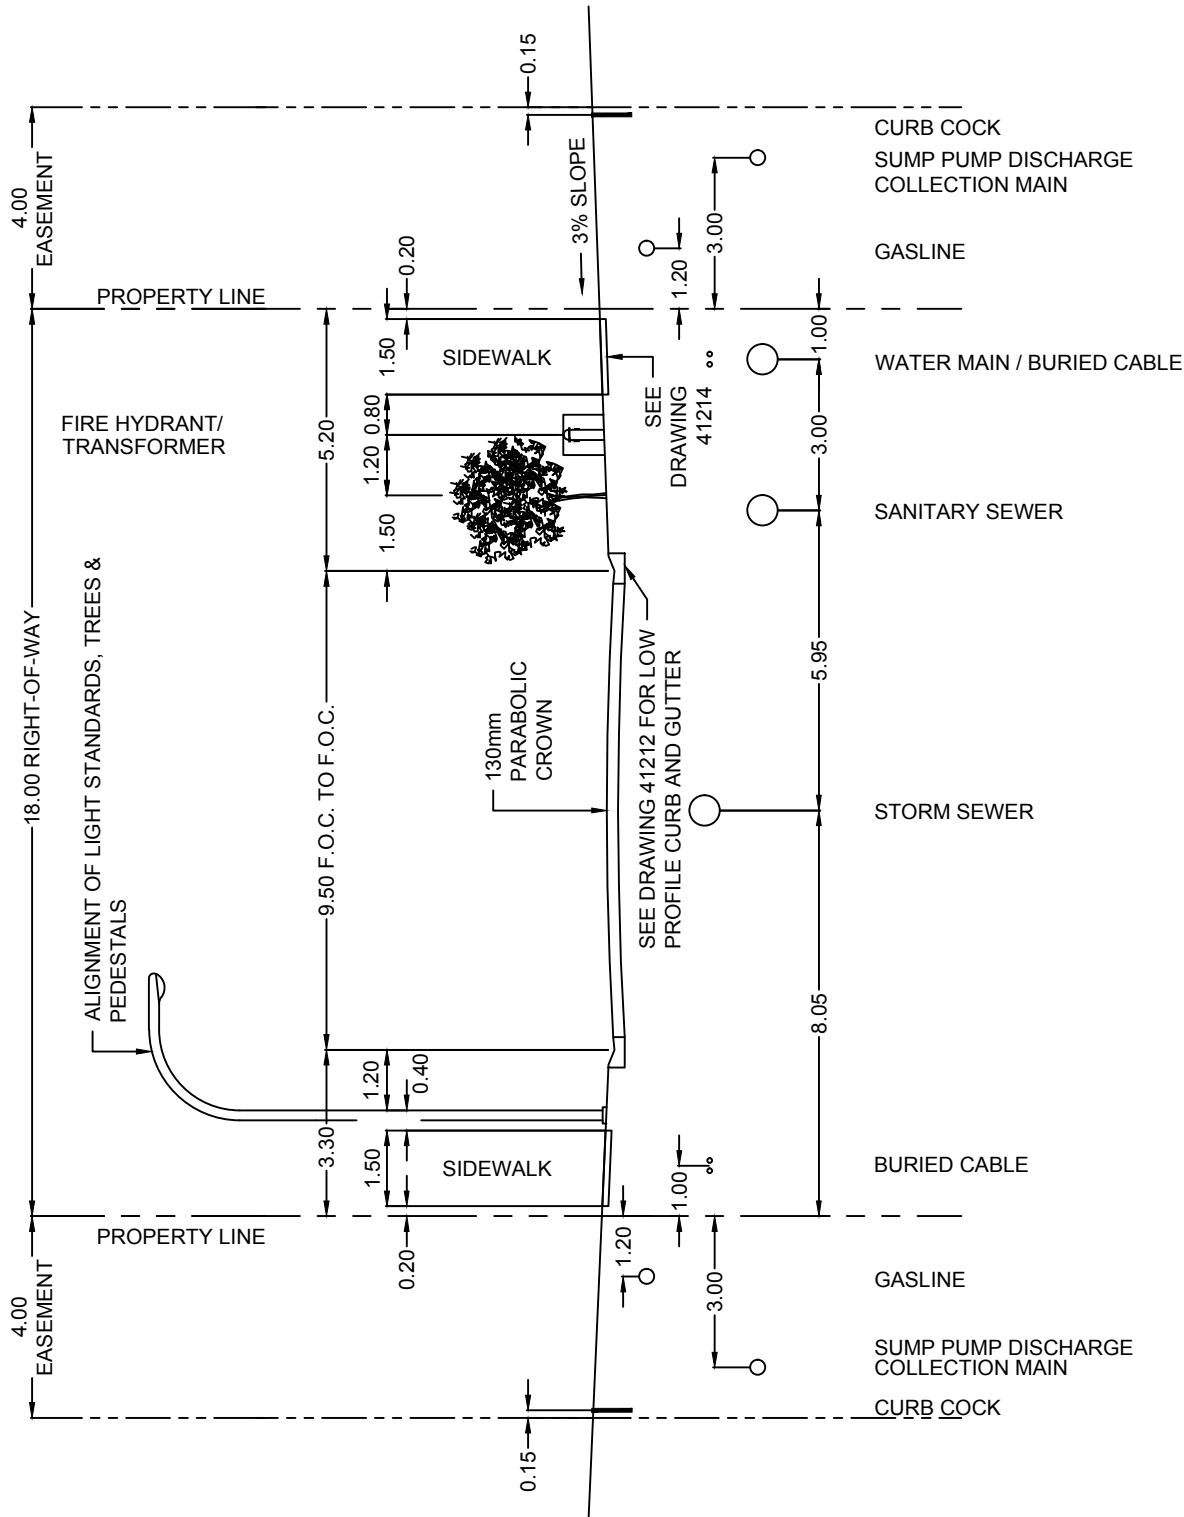 0.15
4.00
EASEMENT
3% SLOPE
CURB COCK
SUMP PUMP DISCHARGE
COLLECTION MAIN
3.00
GASLINE
1.20
0.20
PROPERTY LINE
1.50
SIDEWALK
1.00
WATER MAIN / BURIED CABLE
SEE
DRAWING
41214
FIRE HYDRANT/
TRANSFORMER
5.20
0.80
1.20
1.50
3.00
SANITARY SEWER
18.00 RIGHT-OF-WAY
ALIGNMENT OF LIGHT STANDARDS, TREES &
PEDESTALS
9.50 F.O.C. TO F.O.C.
130mm
PARABOLIC
CROWN
SEE DRAWING 41212 FOR LOW
PROFILE CURB AND GUTTER
5.95
STORM SEWER
8.05
1.20
0.40
3.30
1.50
SIDEWALK
1.00
BURIED CABLE
PROPERTY LINE
0.20
1.20
GASLINE
3.00
4.00
EASEMENT
SUMP PUMP DISCHARGE
COLLECTION MAIN
CURB COCK
0.15